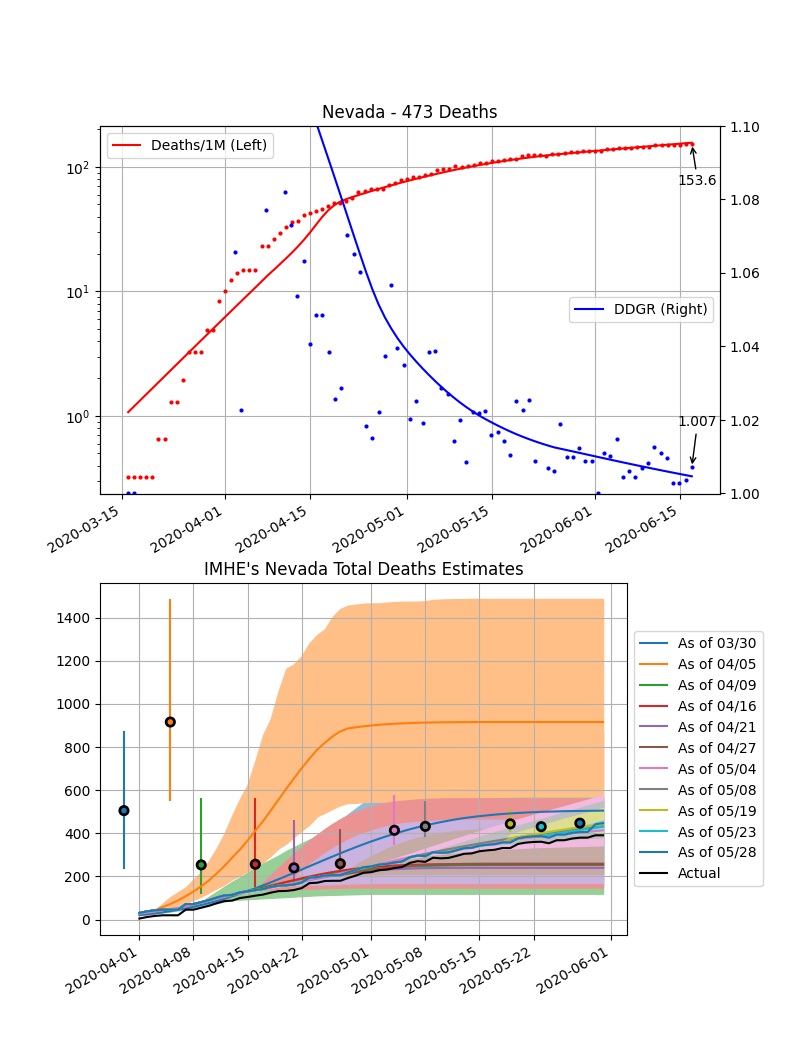 Nevada - 473 Deaths
Deaths/1M (Left)
DDGR (Right)
153.6
1.007
10²
10¹
10⁰
1.10
1.08
1.06
1.04
1.02
1.00
2020-03-15
2020-04-01
2020-04-15
2020-05-01
2020-05-15
2020-06-01
2020-06-15
IMHE's Nevada Total Deaths Estimates
1400
1200
1000
800
600
400
200
0
2020-04-01
2020-04-08
2020-04-15
2020-04-22
2020-05-01
2020-05-08
2020-05-15
2020-05-22
2020-06-01
As of 03/30
As of 04/05
As of 04/09
As of 04/16
As of 04/21
As of 04/27
As of 05/04
As of 05/08
As of 05/19
As of 05/23
As of 05/28
Actual